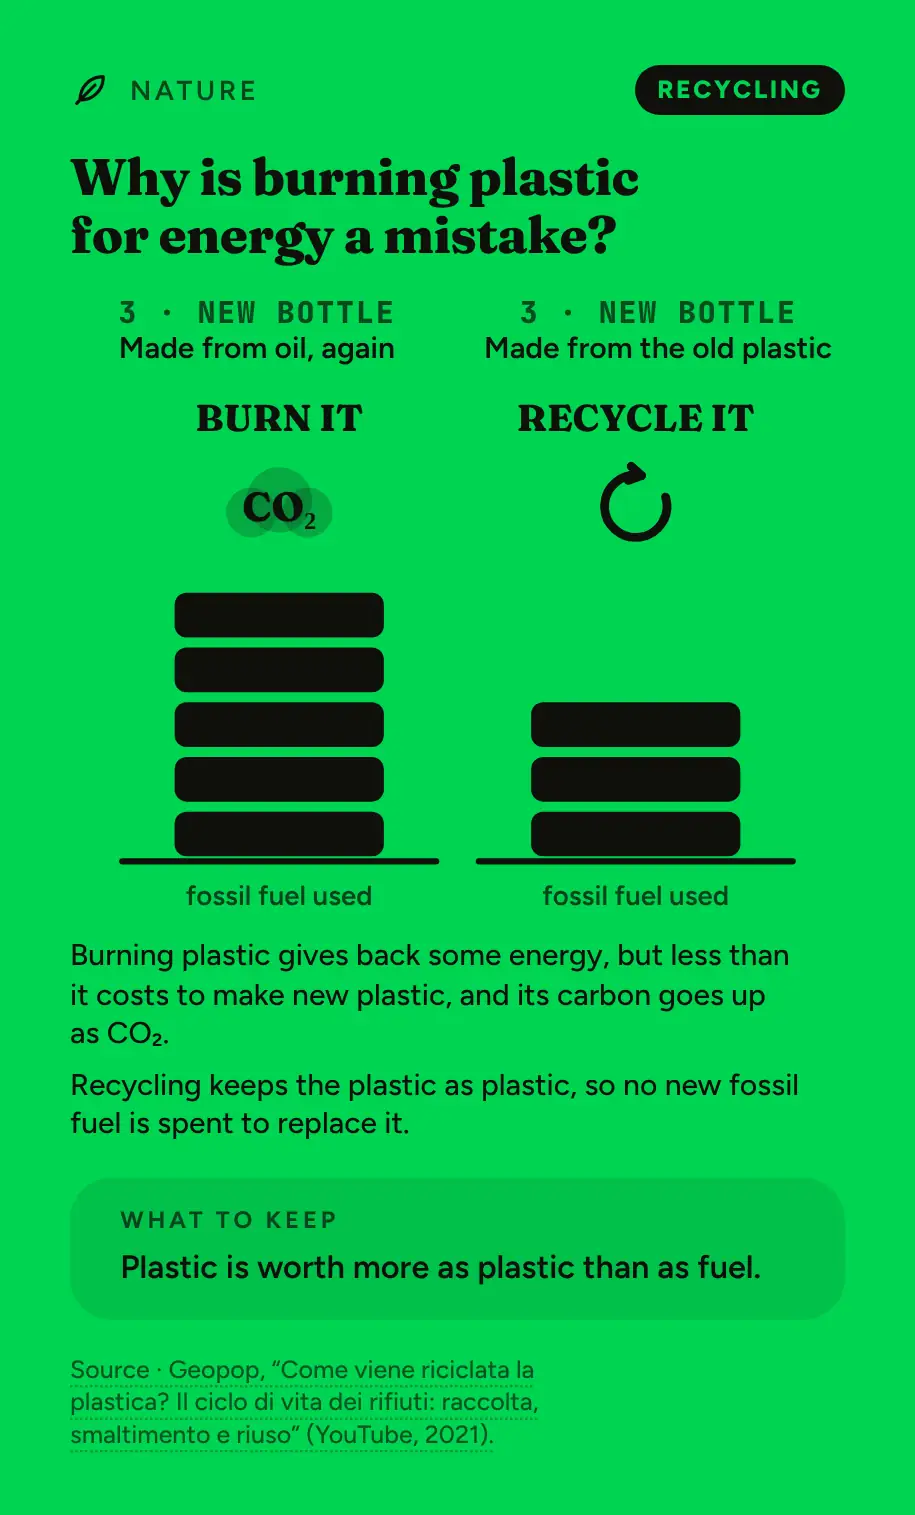 NATURE
RECYCLING
Why is burning plastic
for energy a mistake?
3 · NEW BOTTLE
Made from oil, again
3 · NEW BOTTLE
Made from the old plastic
BURN IT
RECYCLE IT
CO₂
fossil fuel used
fossil fuel used
Burning plastic gives back some energy, but less than
it costs to make new plastic, and its carbon goes up
as CO₂.
Recycling keeps the plastic as plastic, so no new fossil
fuel is spent to replace it.
WHAT TO KEEP
Plastic is worth more as plastic than as fuel.
Source · Geopop, “Come viene riciclata la
plastica? Il ciclo di vita dei rifiuti: raccolta,
smaltimento e riuso” (YouTube, 2021).